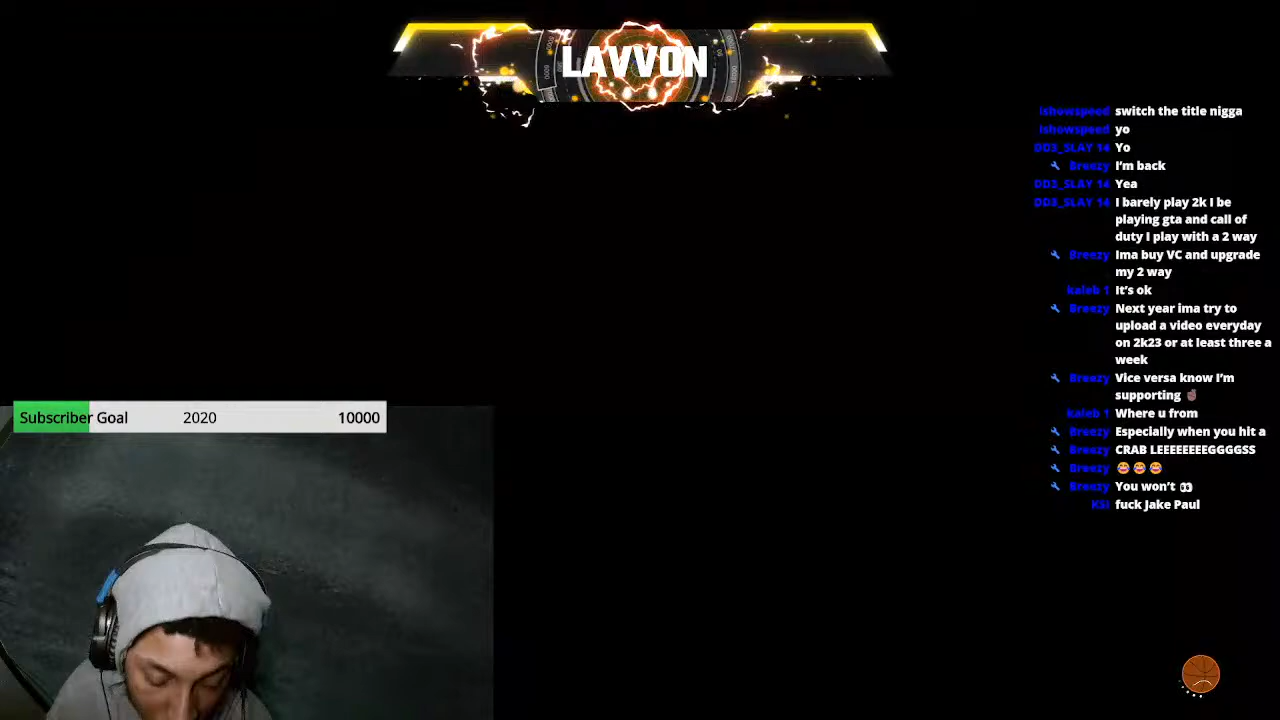 LAVVON
Ishowspeed switch the title nigga
Ishowspeed yo
DD3_SLAY 14 Yo
Breezy I'm back
DD3_SLAY 14 Yea
DD3_SLAY 14 I barely play 2k I be
playing gta and call of
duty I play with a 2 way
Breezy Ima buy VC and upgrade
my 2 way
kaleb 1 It's ok
Breezy Next year ima try to
upload a video everyday
on 2k23 or at least three a
week
Breezy Vice versa know I'm
supporting
kaleb 1 Where u from
Subscriber Goal 2020 10000
Breezy Especially when you hit a
Breezy CRAB LEEEEEEEGGGGSS
Breezy 😂😂😂
Breezy You won't 👀
KSI fuck Jake Paul